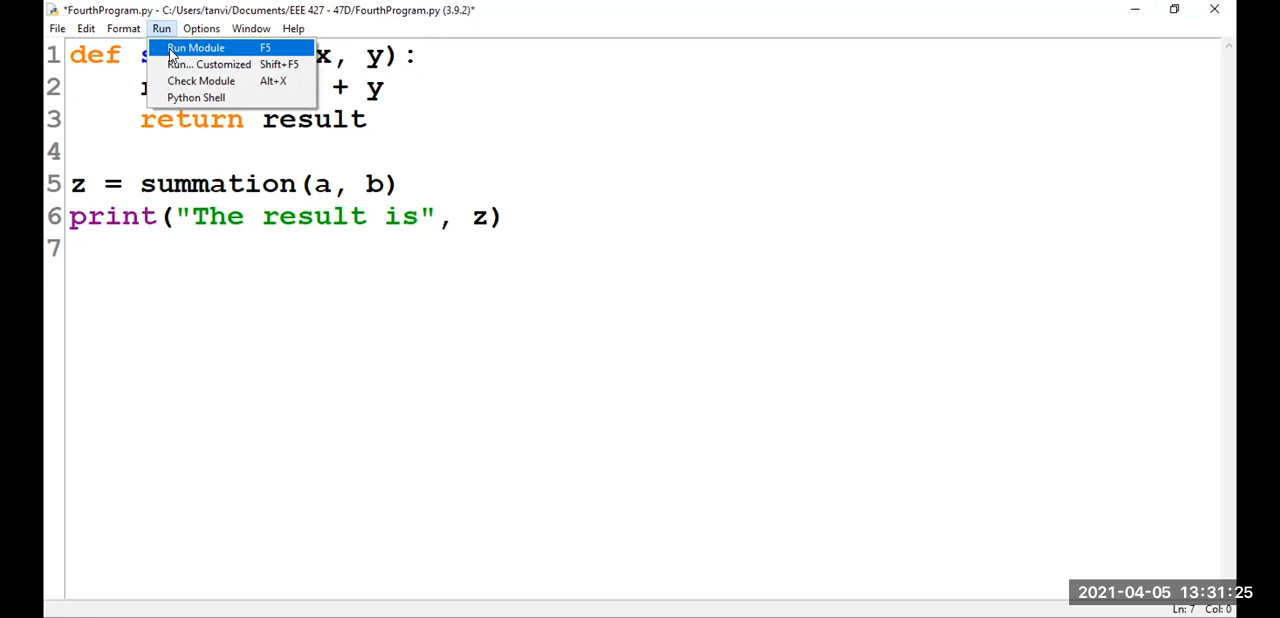 *FourthProgram.py - C:/Users/tanvi/Documents/EEE 427 - 47D/FourthProgram.py (3.9.2)*
File Edit Format Run Options Window Help
Run Module F5
Run... Customized Shift+F5
Check Module Alt+X
Python Shell
1 def x, y):
2 + y
3 return result
4
5 z = summation(a, b)
6 print("The result is", z)
7
2021-04-05 13:31:25
Ln: 7 Col: 0